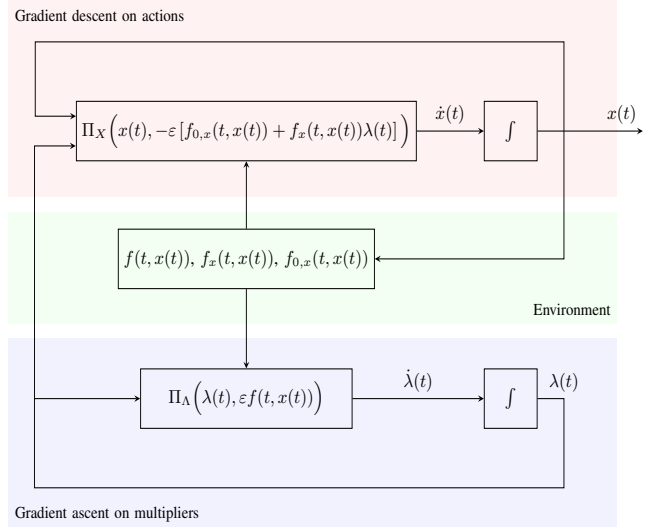 Gradient descent on actions
Π_X(x(t), −ε[f_{0,x}(t, x(t)) + f_x(t, x(t))λ(t)])
ẋ(t)
∫
x(t)
f(t, x(t)), f_x(t, x(t)), f_{0,x}(t, x(t))
Environment
Π_Λ(λ(t), εf(t, x(t)))
λ̇(t)
∫
λ(t)
Gradient ascent on multipliers